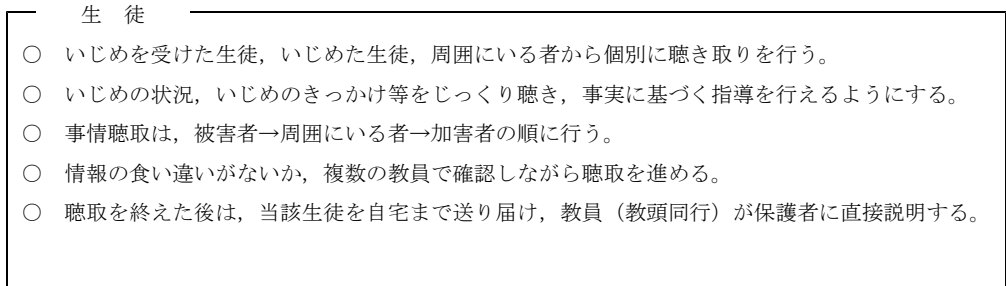 生 徒
○ いじめを受けた生徒，いじめた生徒，周囲にいる者から個別に聴き取りを行う。
○ いじめの状況，いじめのきっかけ等をじっくり聴き，事実に基づく指導を行えるようにする。
○ 事情聴取は，被害者→周囲にいる者→加害者の順に行う。
○ 情報の食い違いがないか，複数の教員で確認しながら聴取を進める。
○ 聴取を終えた後は，当該生徒を自宅まで送り届け，教員（教頭同行）が保護者に直接説明する。